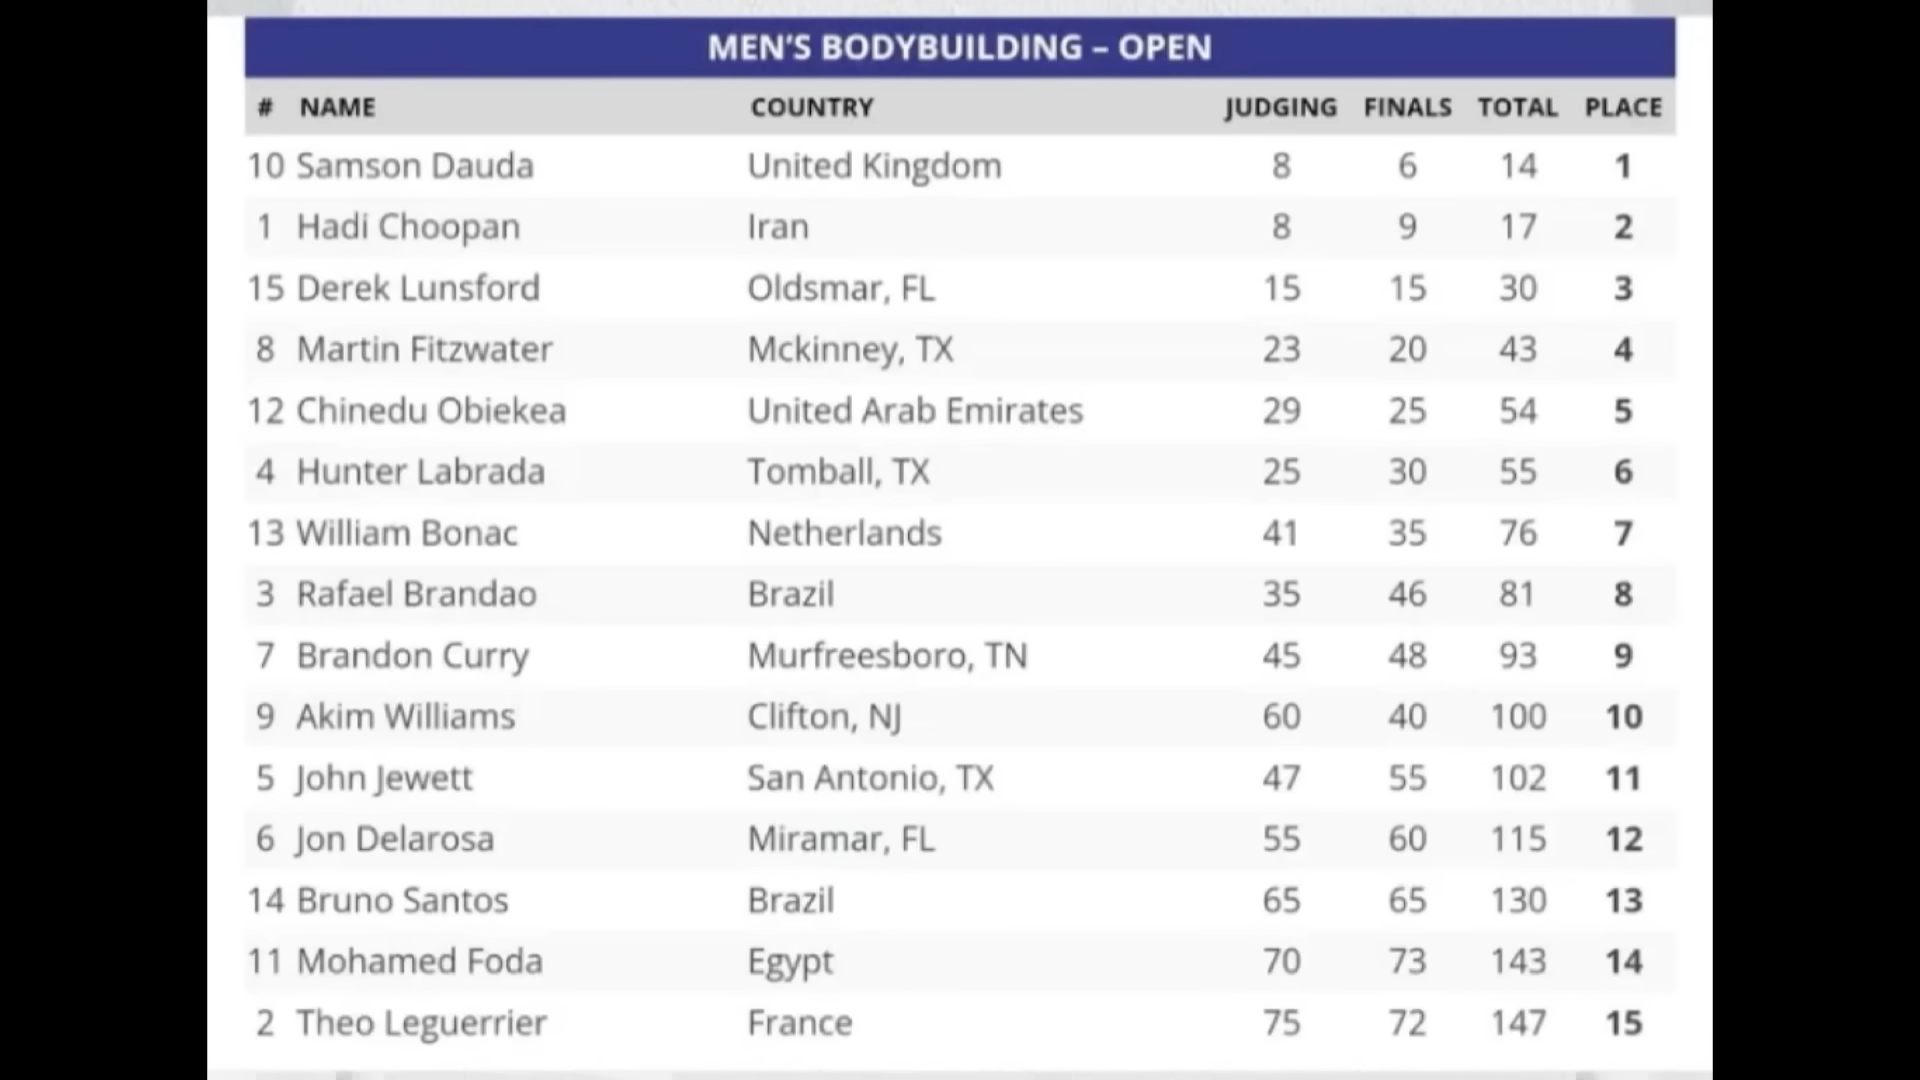 MEN'S BODYBUILDING – OPEN
# NAME COUNTRY JUDGING FINALS TOTAL PLACE
10 Samson Dauda United Kingdom 8 6 14 1
1 Hadi Choopan Iran 8 9 17 2
15 Derek Lunsford Oldsmar, FL 15 15 30 3
8 Martin Fitzwater Mckinney, TX 23 20 43 4
12 Chinedu Obiekea United Arab Emirates 29 25 54 5
4 Hunter Labrada Tomball, TX 25 30 55 6
13 William Bonac Netherlands 41 35 76 7
3 Rafael Brandao Brazil 35 46 81 8
7 Brandon Curry Murfreesboro, TN 45 48 93 9
9 Akim Williams Clifton, NJ 60 40 100 10
5 John Jewett San Antonio, TX 47 55 102 11
6 Jon Delarosa Miramar, FL 55 60 115 12
14 Bruno Santos Brazil 65 65 130 13
11 Mohamed Foda Egypt 70 73 143 14
2 Theo Leguerrier France 75 72 147 15